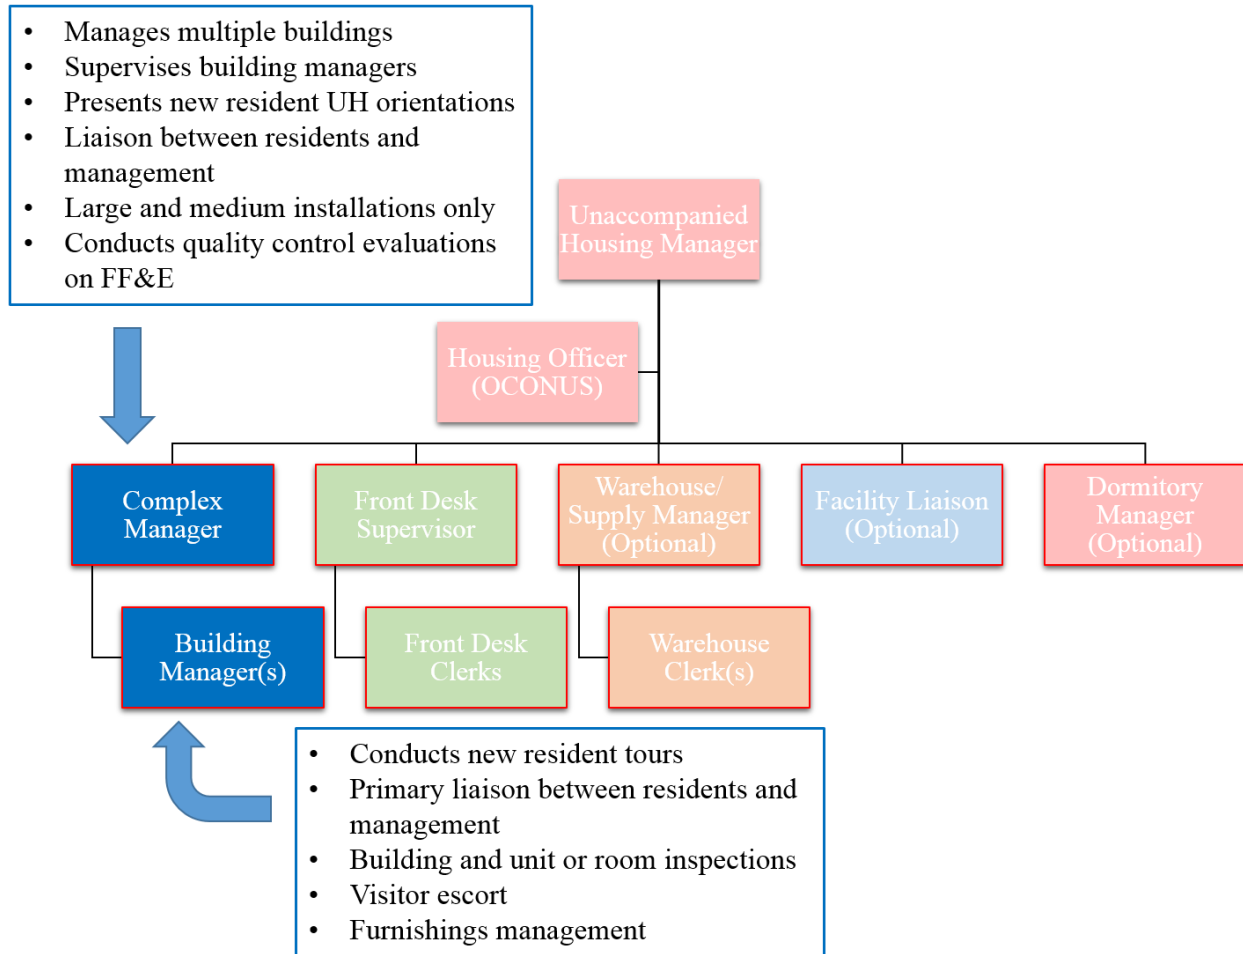 • Manages multiple buildings
• Supervises building managers
• Presents new resident UH orientations
• Liaison between residents and
management
• Large and medium installations only
• Conducts quality control evaluations
on FF&E
Unaccompanied
Housing Manager
Housing Officer
(OCONUS)
Complex
Manager
Front Desk
Supervisor
Warehouse/
Supply Manager
(Optional)
Facility Liaison
(Optional)
Dormitory
Manager
(Optional)
Building
Manager(s)
Front Desk
Clerks
Warehouse
Clerk(s)
• Conducts new resident tours
• Primary liaison between residents and
management
• Building and unit or room inspections
• Visitor escort
• Furnishings management